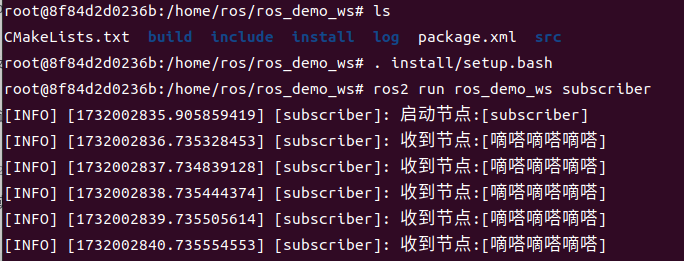 root@8f84d2d0236b:/home/ros/ros_demo_ws# ls
CMakeLists.txt  build  include  install  log  package.xml  src
root@8f84d2d0236b:/home/ros/ros_demo_ws# . install/setup.bash
root@8f84d2d0236b:/home/ros/ros_demo_ws# ros2 run ros_demo_ws subscriber
[INFO] [1732002835.905859419] [subscriber]: 启动节点:[subscriber]
[INFO] [1732002836.735328453] [subscriber]: 收到节点:[嘀嗒嘀嗒嘀嗒]
[INFO] [1732002837.734839128] [subscriber]: 收到节点:[嘀嗒嘀嗒嘀嗒]
[INFO] [1732002838.735444374] [subscriber]: 收到节点:[嘀嗒嘀嗒嘀嗒]
[INFO] [1732002839.735505614] [subscriber]: 收到节点:[嘀嗒嘀嗒嘀嗒]
[INFO] [1732002840.735554553] [subscriber]: 收到节点:[嘀嗒嘀嗒嘀嗒]